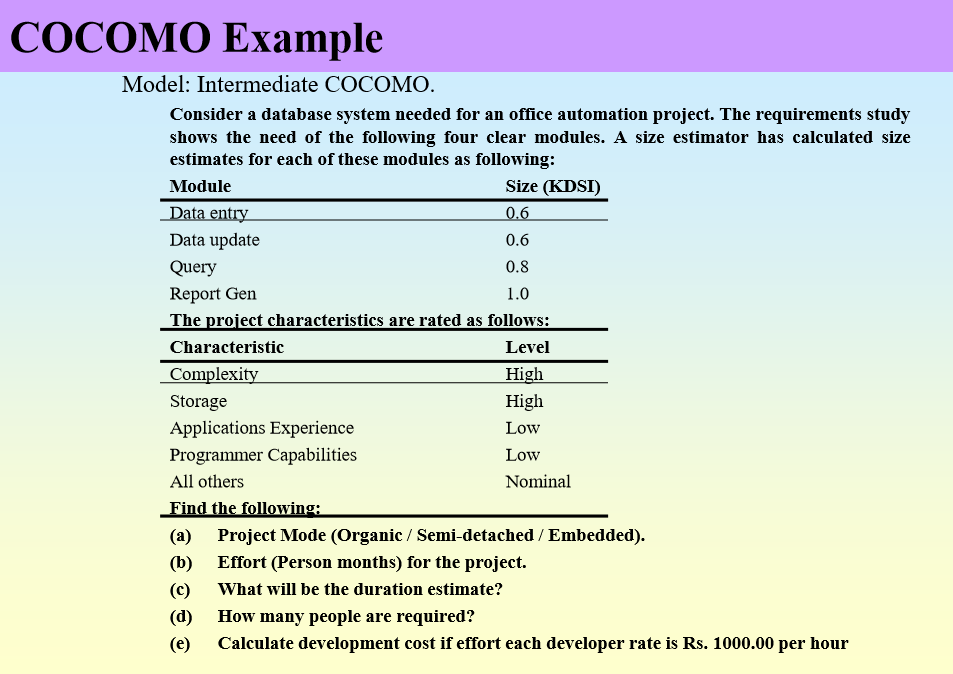 COCOMO Example
Model: Intermediate COCOMO.
Consider a database system needed for an office automation project. The requirements study
shows the need of the following four clear modules. A size estimator has calculated size
estimates for each of these modules as following:
Module Size (KDSI)
Data entry 0.6
Data update 0.6
Query 0.8
Report Gen 1.0
The project characteristics are rated as follows:
Characteristic Level
Complexity High
Storage High
Applications Experience Low
Programmer Capabilities Low
All others Nominal
Find the following:
(a) Project Mode (Organic / Semi-detached / Embedded).
(b) Effort (Person months) for the project.
(c) What will be the duration estimate?
(d) How many people are required?
(e) Calculate development cost if effort each developer rate is Rs. 1000.00 per hour